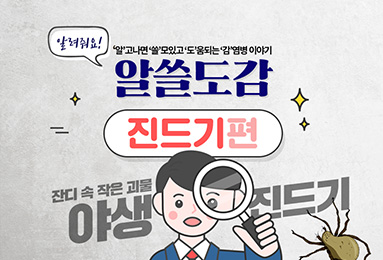 알려줘요!
'알'고나면 '쓸'모있고 '도'움되는 '감'염병 이야기
알쓸도감
진드기편
잔디 속 작은 괴물
야생 진드기